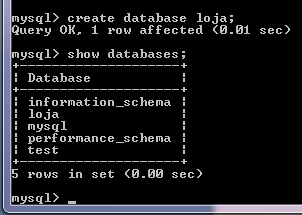 mysql> create database loja;
Query OK, 1 row affected (0.01 sec)
mysql> show databases;
+--------------------+
| Database           |
+--------------------+
| information_schema |
| loja               |
| mysql              |
| performance_schema |
| test               |
+--------------------+
5 rows in set (0.00 sec)
mysql> _